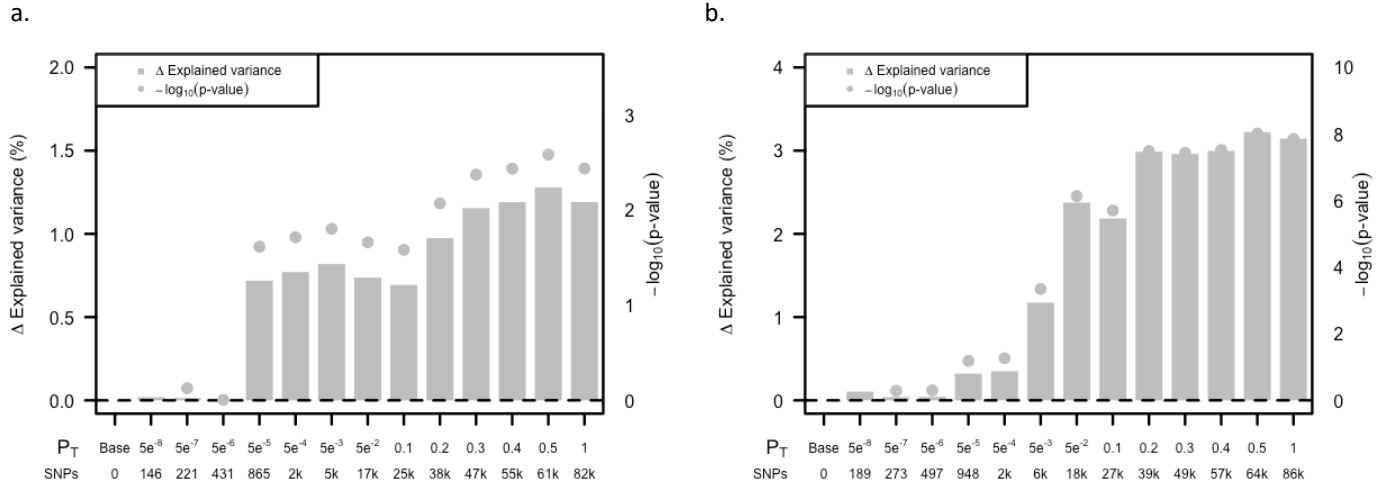 a.
2.0
1.5
1.0
0.5
0.0
Δ Explained variance (%)
Δ Explained variance
−log10(p-value)
3
2
1
0
−log10(p-value)
PT Base 5e-8 5e-7 5e-6 5e-5 5e-4 5e-3 5e-2 0.1 0.2 0.3 0.4 0.5 1
SNPs 0 146 221 431 865 2k 5k 17k 25k 38k 47k 55k 61k 82k
b.
4
3
2
1
0
Δ Explained variance (%)
Δ Explained variance
−log10(p-value)
10
8
6
4
2
0
−log10(p-value)
PT Base 5e-8 5e-7 5e-6 5e-5 5e-4 5e-3 5e-2 0.1 0.2 0.3 0.4 0.5 1
SNPs 0 189 273 497 948 2k 6k 18k 27k 39k 49k 57k 64k 86k